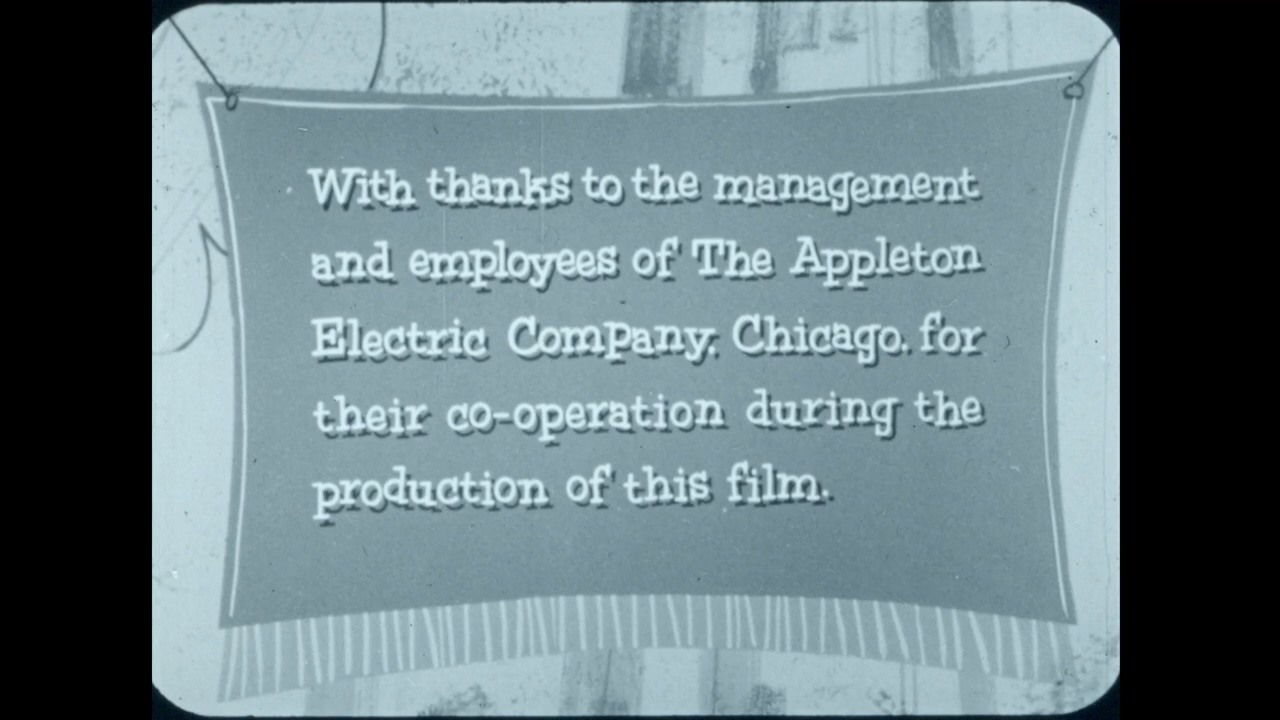 With thanks to the management
and employees of The Appleton
Electric Company, Chicago, for
their co-operation during the
production of this film.